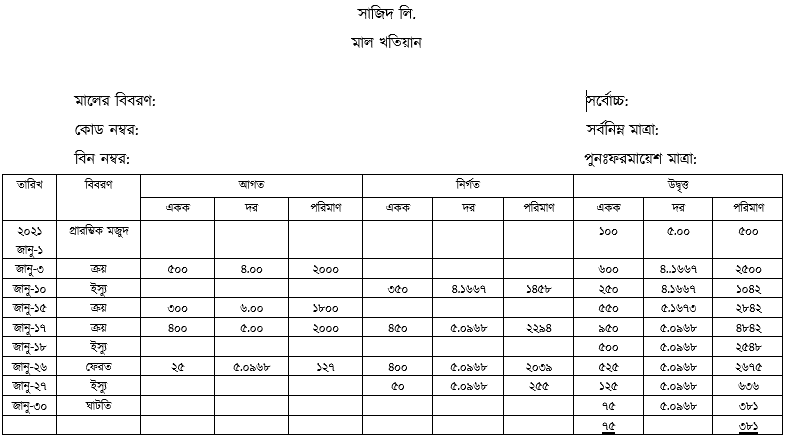 সাজিদ লি.
মাল খতিয়ান
মালের বিবরণ: সর্বোচ্চ:
কোড নম্বর: সর্বনিম্ন মাত্রা:
বিন নম্বর: পুনঃফরমায়েশ মাত্রা:
তারিখ বিবরণ আগত নির্গত উদ্বৃত্ত
একক দর পরিমাণ একক দর পরিমাণ একক দর পরিমাণ
২০২১ প্রারম্ভিক মজুদ ১০০ ৫.০০ ৫০০
জানু-১
জানু-৩ ক্রয় ৫০০ ৪.০০ ২০০০ ৬০০ ৪..১৬৬৭ ২৫০০
জানু-১০ ইস্যু ৩৫০ ৪.১৬৬৭ ১৪৫৮ ২৫০ ৪.১৬৬৭ ১০৪২
জানু-১৫ ক্রয় ৩০০ ৬.০০ ১৮০০ ৫৫০ ৫.১৬৭৩ ২৮৪২
জানু-১৭ ক্রয় ৪০০ ৫.০০ ২০০০ ৪৫০ ৫.০৯৬৮ ২২৯৪ ৯৫০ ৫.০৯৬৮ ৪৮৪২
জানু-১৮ ইস্যু ৫০০ ৫.০৯৬৮ ২৫৪৮
জানু-২৬ ফেরত ২৫ ৫.০৯৬৮ ১২৭ ৪০০ ৫.০৯৬৮ ২০৩৯ ৫২৫ ৫.০৯৬৮ ২৬৭৫
জানু-২৭ ইস্যু ৫০ ৫.০৯৬৮ ২৫৫ ১২৫ ৫.০৯৬৮ ৬৩৬
জানু-৩০ ঘাটতি ৭৫ ৫.০৯৬৮ ৩৮১
৭৫ ৩৮১